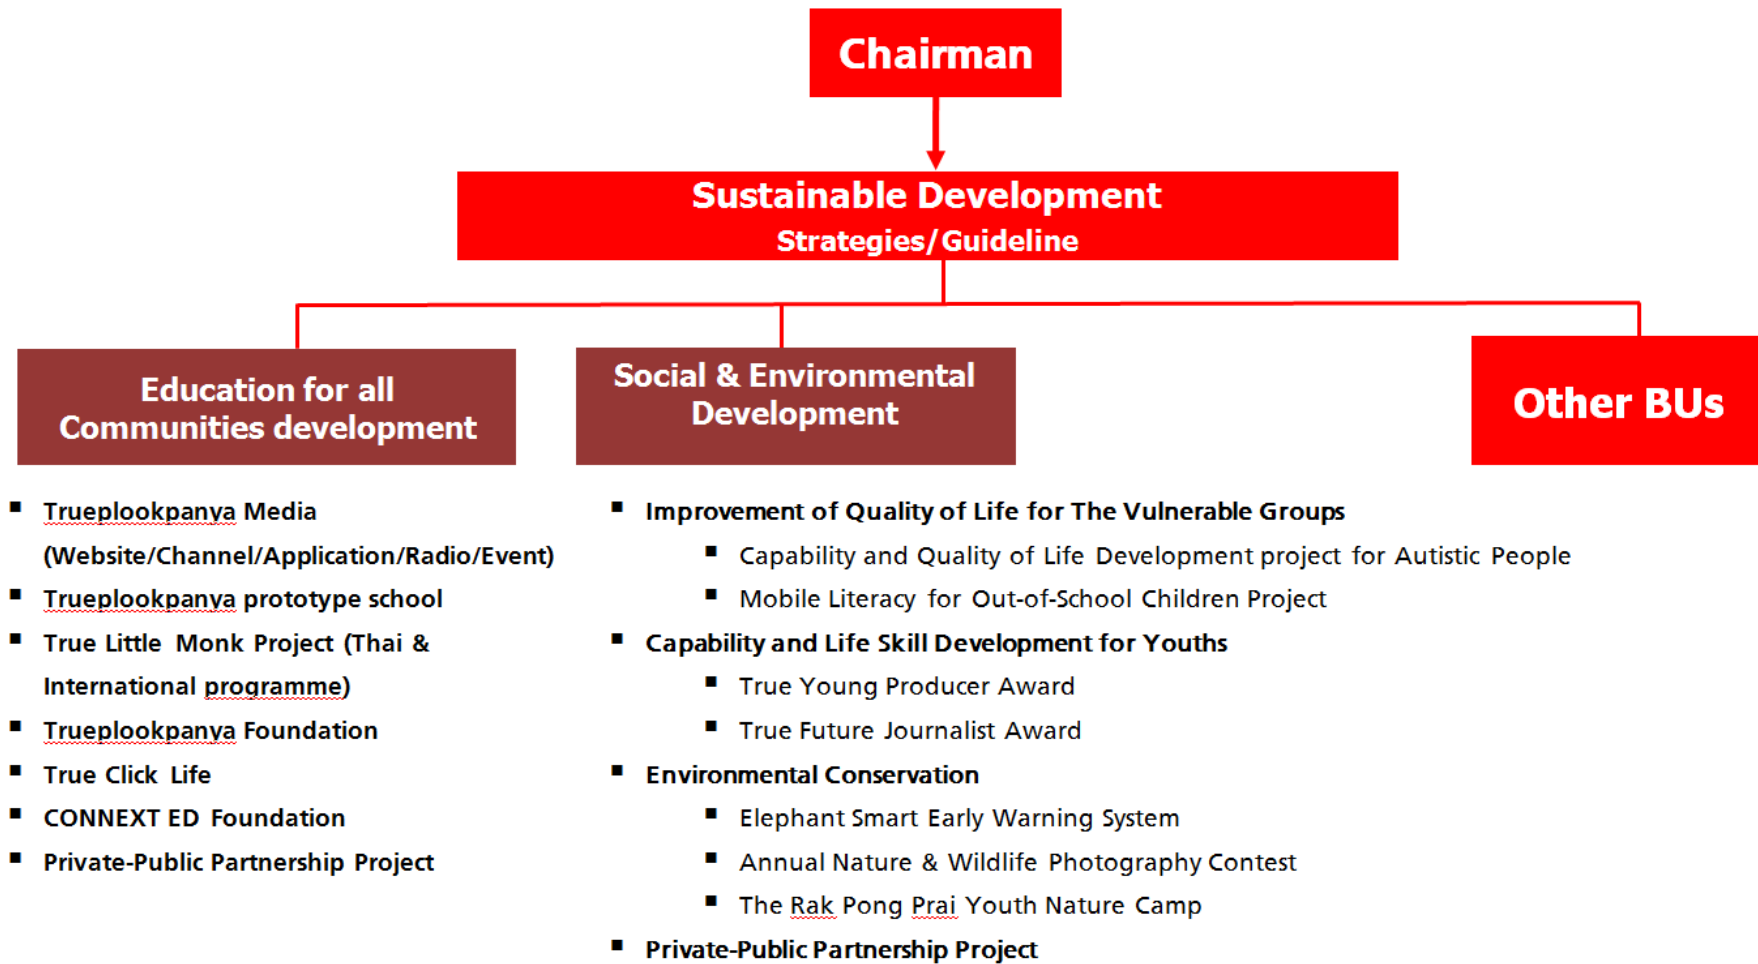 Chairman
Sustainable Development
Strategies/Guideline
Education for all
Communities development
Social & Environmental
Development
Other BUs
▪ Trueplookpanya Media
(Website/Channel/Application/Radio/Event)
▪ Trueplookpanya prototype school
▪ True Little Monk Project (Thai &
International programme)
▪ Trueplookpanya Foundation
▪ True Click Life
▪ CONNEXT ED Foundation
▪ Private-Public Partnership Project
▪ Improvement of Quality of Life for The Vulnerable Groups
▪ Capability and Quality of Life Development project for Autistic People
▪ Mobile Literacy for Out-of-School Children Project
▪ Capability and Life Skill Development for Youths
▪ True Young Producer Award
▪ True Future Journalist Award
▪ Environmental Conservation
▪ Elephant Smart Early Warning System
▪ Annual Nature & Wildlife Photography Contest
▪ The Rak Pong Prai Youth Nature Camp
▪ Private-Public Partnership Project